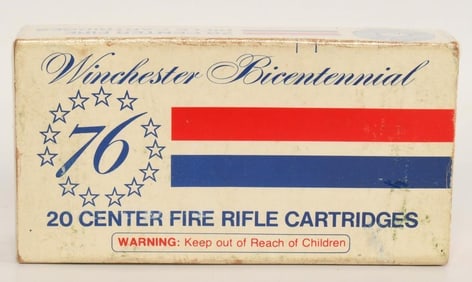 Winchester Bicentennial
76
20 CENTER FIRE RIFLE CARTRIDGES
WARNING: Keep out of Reach of Children